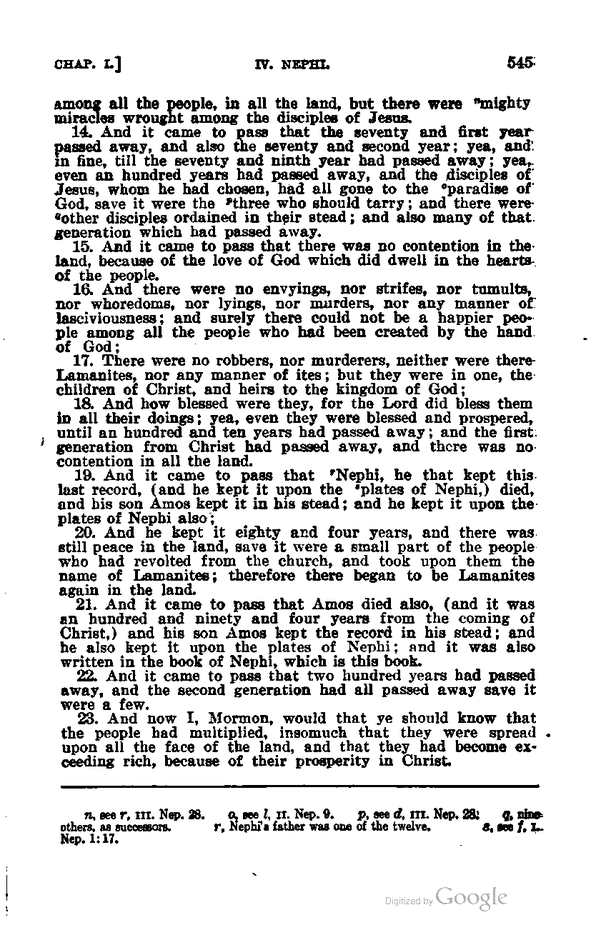 CHAP. I.] IV. NEPHI. 545
among all the people, in all the land, but there were ⁿmighty
miracles wrought among the disciples of Jesus.
14. And it came to pass that the seventy and first year
passed away, and also the seventy and second year; yea, and
in fine, till the seventy and ninth year had passed away; yea,
even an hundred years had passed away, and the disciples of
Jesus, whom he had chosen, had all gone to the ᵒparadise of
God, save it were the ᵖthree who should tarry; and there were
qother disciples ordained in their stead; and also many of that
generation which had passed away.
15. And it came to pass that there was no contention in the
land, because of the love of God which did dwell in the hearts
of the people.
16. And there were no envyings, nor strifes, nor tumults,
nor whoredoms, nor lyings, nor murders, nor any manner of
lasciviousness; and surely there could not be a happier peo-
ple among all the people who had been created by the hand
of God;
17. There were no robbers, nor murderers, neither were there
Lamanites, nor any manner of ites; but they were in one, the
children of Christ, and heirs to the kingdom of God;
18. And how blessed were they, for the Lord did bless them
in all their doings; yea, even they were blessed and prospered,
until an hundred and ten years had passed away; and the first
generation from Christ had passed away, and there was no
contention in all the land.
19. And it came to pass that ʳNephi, he that kept this
last record, (and he kept it upon the ˢplates of Nephi,) died,
and his son Amos kept it in his stead; and he kept it upon the
plates of Nephi also;
20. And he kept it eighty and four years, and there was
still peace in the land, save it were a small part of the people
who had revolted from the church, and took upon them the
name of Lamanites; therefore there began to be Lamanites
again in the land.
21. And it came to pass that Amos died also, (and it was
an hundred and ninety and four years from the coming of
Christ,) and his son Amos kept the record in his stead; and
he also kept it upon the plates of Nephi; and it was also
written in the book of Nephi, which is this book.
22. And it came to pass that two hundred years had passed
away, and the second generation had all passed away save it
were a few.
23. And now I, Mormon, would that ye should know that
the people had multiplied, insomuch that they were spread
upon all the face of the land, and that they had become ex-
ceeding rich, because of their prosperity in Christ.
n, see r, III. Nep. 28. o, see l, II. Nep. 9. p, see d, III. Nep. 28. q, nine
others, as successors. r, Nephi's father was one of the twelve. s, see f, I.
Nep. 1:17.
Digitized by Google